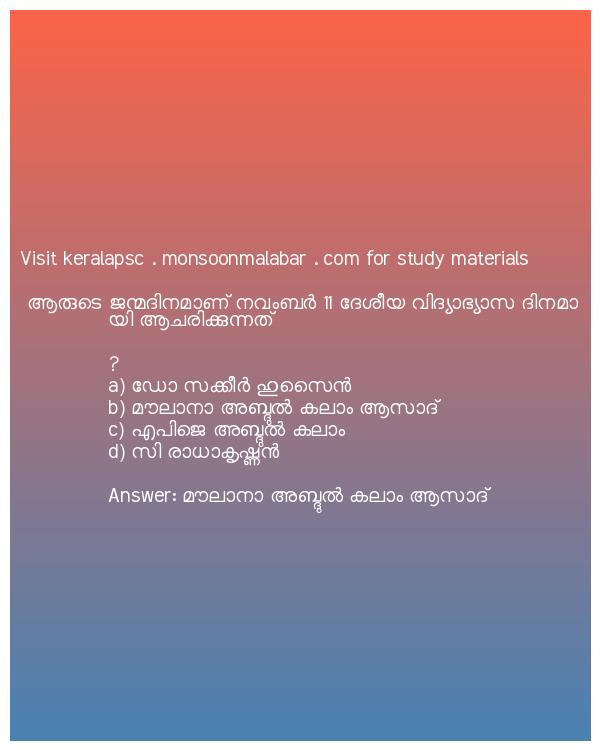 Visit keralapsc . monsoonmalabar . com for study materials
ആരുടെ ജന്മദിനമാണ് നവംബർ 11 ദേശീയ വിദ്യാഭ്യാസ ദിനമാ
യി ആചരിക്കുന്നത്
?
a) ഡോ സക്കീർ ഹുസൈൻ
b) മൗലാനാ അബ്ദുൽ കലാം ആസാദ്
c) എപിജെ അബ്ദുൽ കലാം
d) സി രാധാകൃഷ്ണൻ
Answer: മൗലാനാ അബ്ദുൽ കലാം ആസാദ്